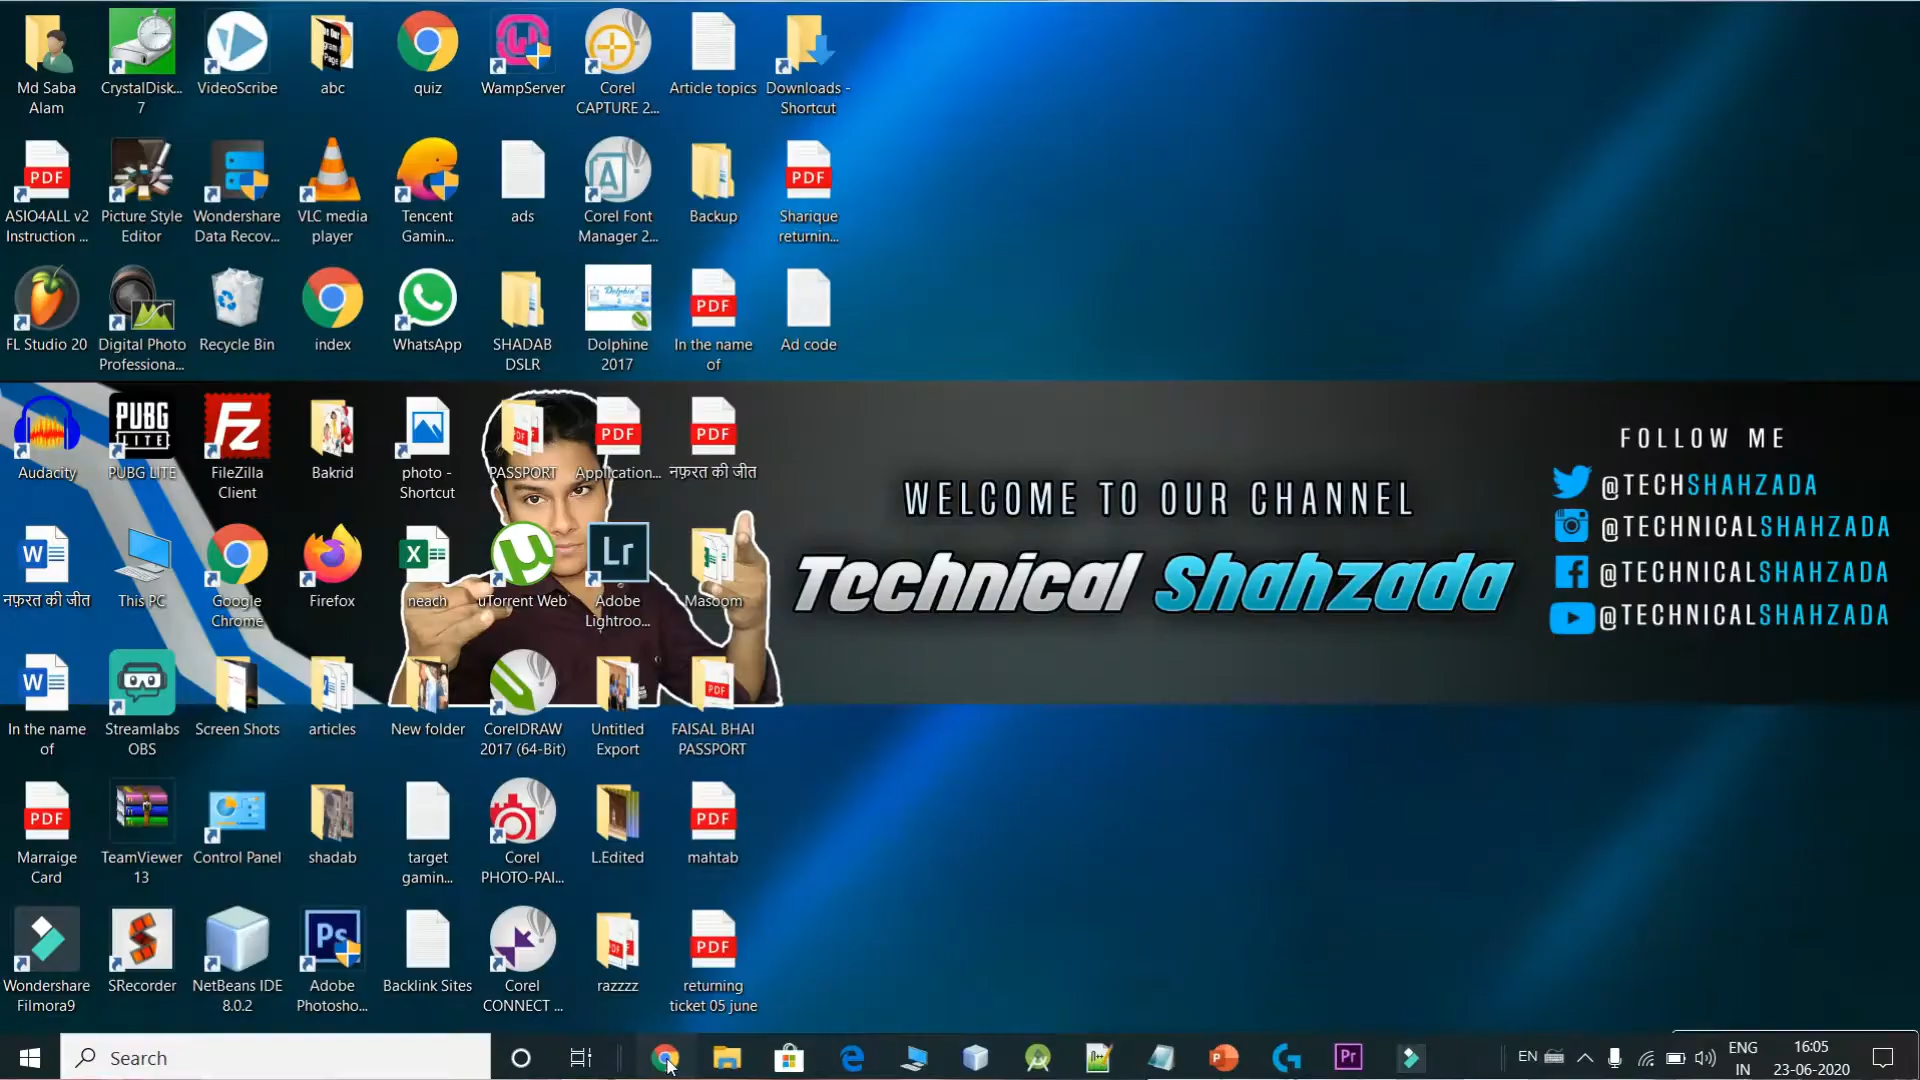 Md Saba
Alam
CrystalDisk...
7
VideoScribe
abc
quiz
WampServer
Corel
CAPTURE 2...
Article topics
Downloads -
Shortcut
PDF
ASIO4ALL v2
Instruction ...
Picture Style
Editor
Wondershare
Data Recov...
VLC media
player
Tencent
Gamin...
ads
Corel Font
Manager 2...
Backup
PDF
Sharique
returnin...
FL Studio 20
Digital Photo
Professiona...
Recycle Bin
index
WhatsApp
SHADAB
DSLR
Dolphine
2017
PDF
In the name
of
Ad code
Audacity
PUBG
LITE
PUBG LITE
Fz
FileZilla
Client
Bakrid
photo -
Shortcut
PASSPORT
PDF
Application...
PDF
नफ़रत की जीत
FOLLOW ME
@TECHSHAHZADA
@TECHNICALSHAHZADA
@TECHNICALSHAHZADA
@TECHNICALSHAHZADA
WELCOME TO OUR CHANNEL
Technical Shahzada
W
नफ़रत की जीत
This PC
Google
Chrome
Firefox
X
neach
µ
uTorrent Web
Lr
Adobe
Lightroo...
Masoom
W
In the name
of
Streamlabs
OBS
Screen Shots
articles
New folder
CorelDRAW
2017 (64-Bit)
Untitled
Export
PDF
FAISAL BHAI
PASSPORT
PDF
Marraige
Card
TeamViewer
13
Control Panel
shadab
target
gamin...
Corel
PHOTO-PAI...
L.Edited
PDF
mahtab
Wondershare
Filmora9
SRecorder
NetBeans IDE
8.0.2
Ps
Adobe
Photosho...
Backlink Sites
Corel
CONNECT ...
razzzz
PDF
returning
ticket 05 june
Search
Pr
EN
ENG
IN
16:05
23-06-2020